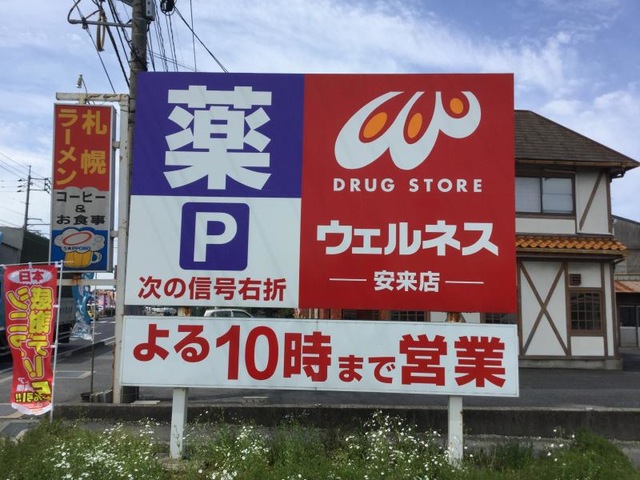 札幌
ラーメン
コーヒー
&
お食事
日本
薬
P
次の信号右折
DRUG STORE
ウェルネス
安来店
よる10時まで営業